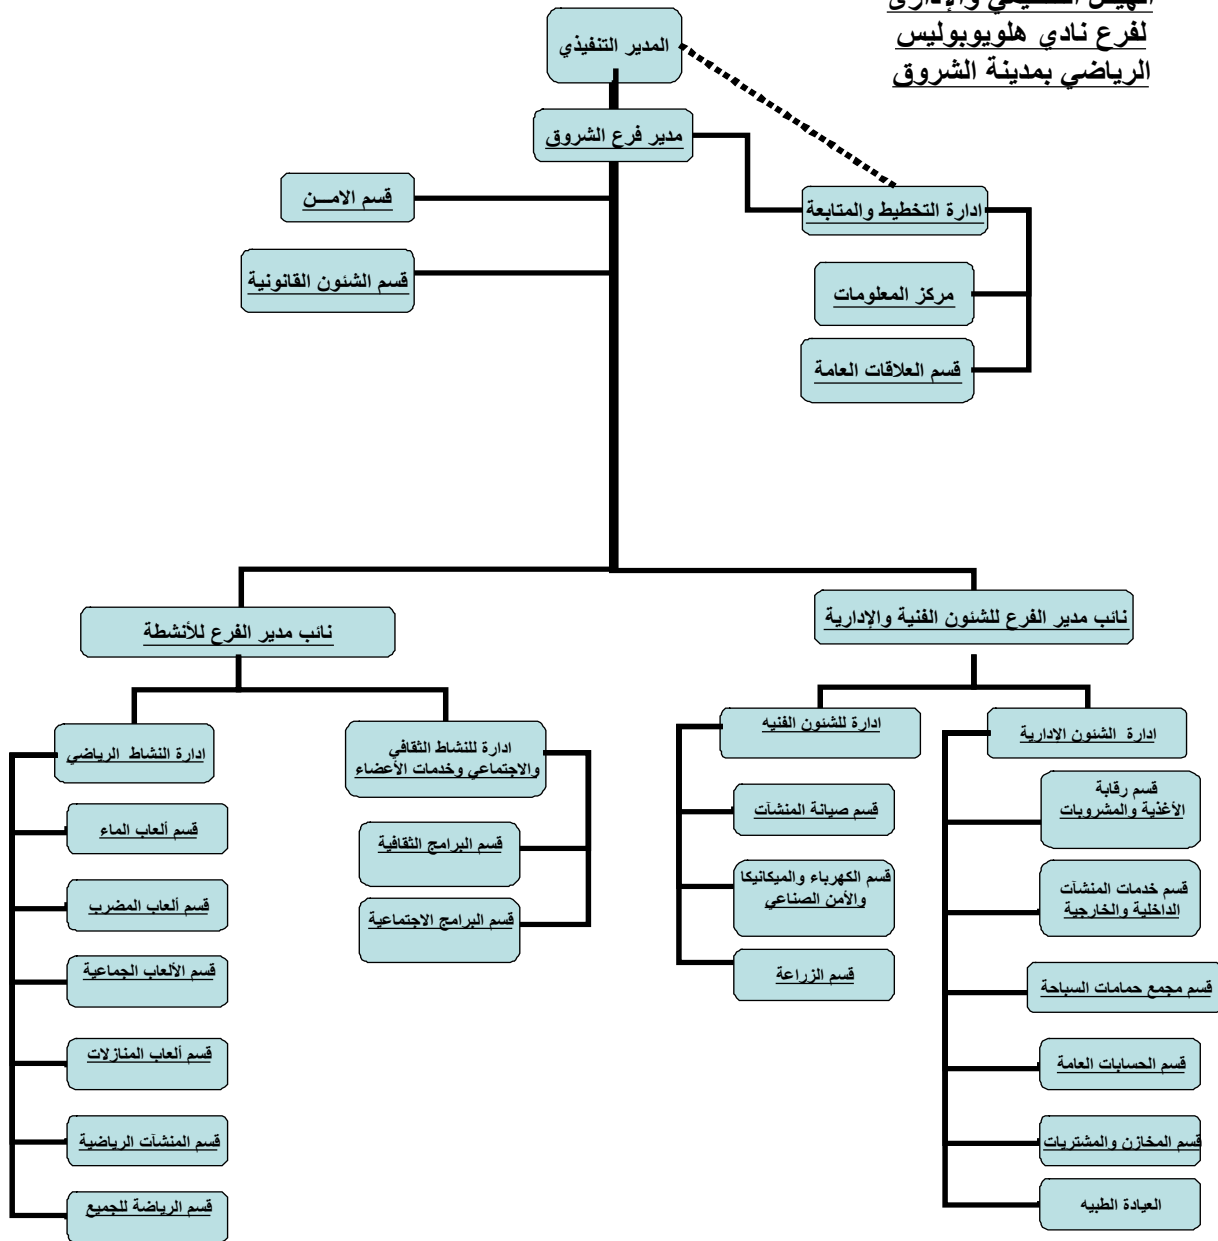 لفرع نادي هلويوبوليس
الرياضي بمدينة الشروق
المدير التنفيذي
مدير فرع الشروق
قسم الامـــن
ادارة التخطيط والمتابعة
قسم الشئون القانونية
مركز المعلومات
قسم العلاقات العامة
نائب مدير الفرع للشئون الفنية والإدارية
نائب مدير الفرع للأنشطة
ادارة الشئون الإدارية
قسم رقابة
الأغذية والمشروبات
قسم خدمات المنشآت
الداخلية والخارجية
قسم مجمع حمامات السباحة
قسم الحسابات العامة
قسم المخازن والمشتريات
العيادة الطبيه
ادارة للشئون الفنيه
قسم صيانة المنشآت
قسم الكهرباء والميكانيكا
والأمن الصناعي
قسم الزراعة
ادارة للنشاط الثقافي
والاجتماعي وخدمات الأعضاء
قسم البرامج الثقافية
قسم البرامج الاجتماعية
ادارة النشاط الرياضي
قسم ألعاب الماء
قسم ألعاب المضرب
قسم الألعاب الجماعية
قسم ألعاب المنازلات
قسم المنشآت الرياضية
قسم الرياضة للجميع